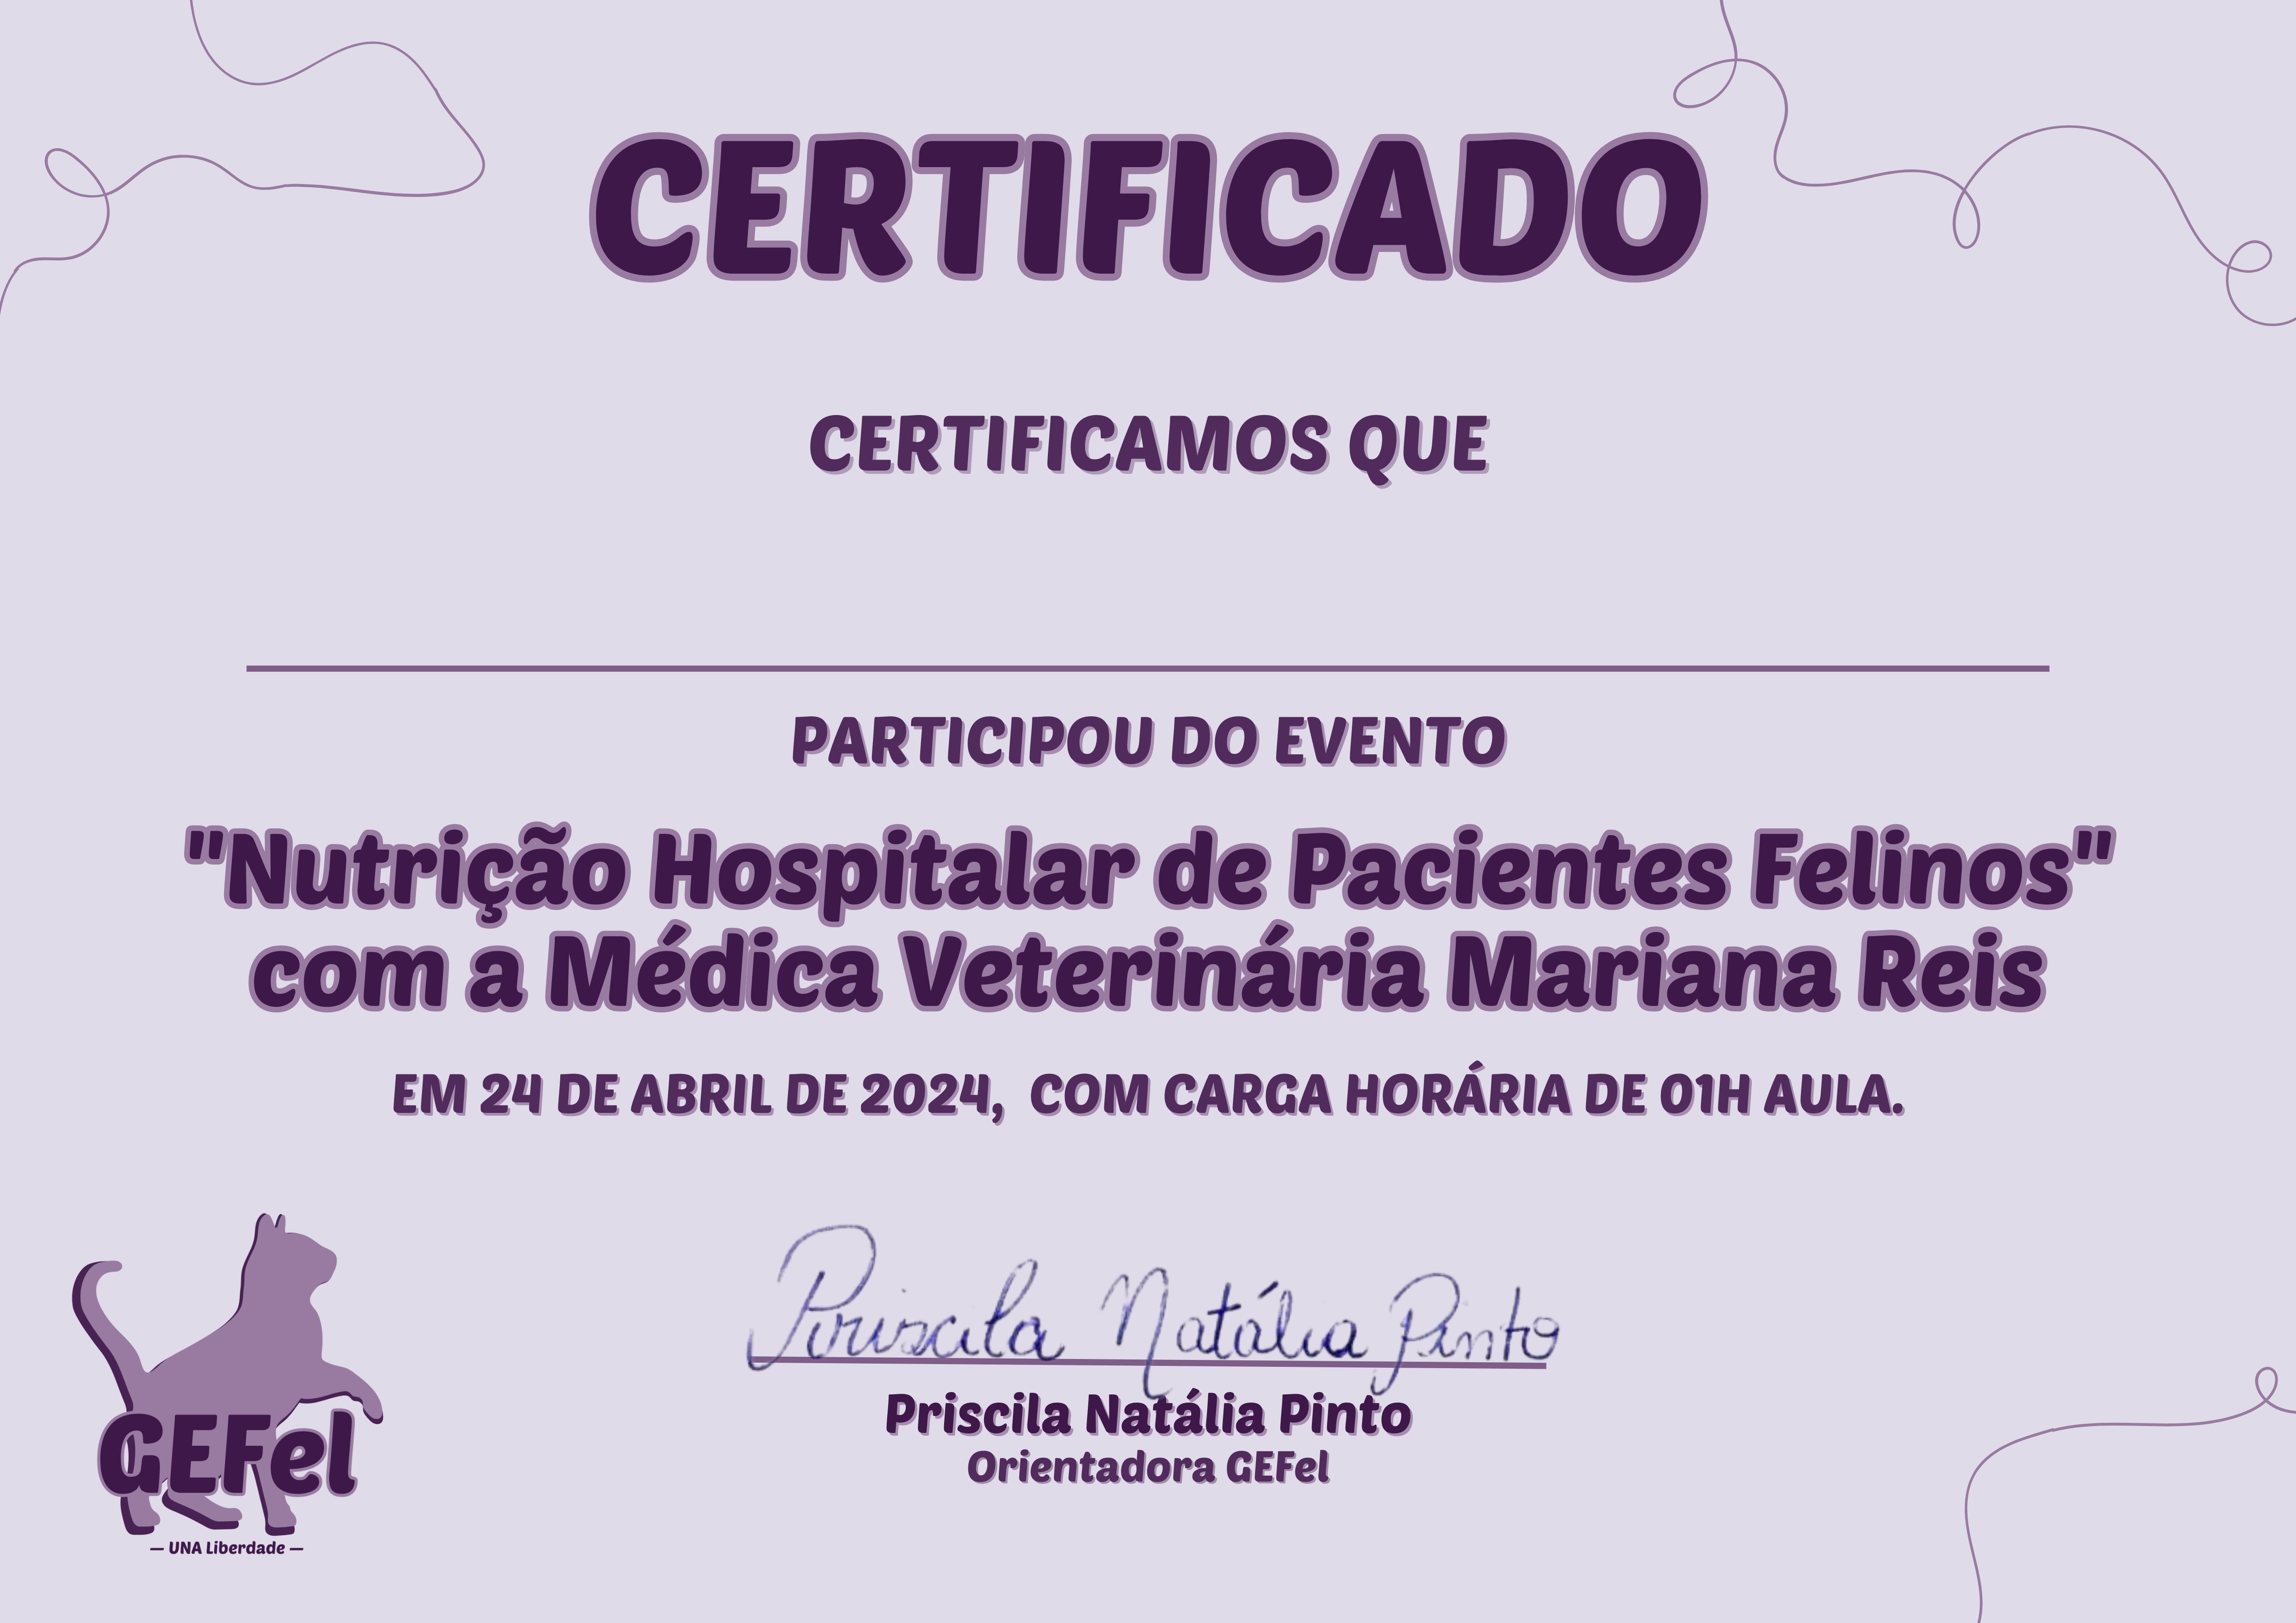 CERTIFICADO
CERTIFICAMOS QUE
PARTICIPOU DO EVENTO
"Nutrição Hospitalar de Pacientes Felinos"
com a Médica Veterinária Mariana Reis
EM 24 DE ABRIL DE 2024, COM CARGA HORÁRIA DE 01H AULA.
Priscila Natália Pinto
Priscila Natália Pinto
Orientadora GEFel
GEFel
— UNA Liberdade —